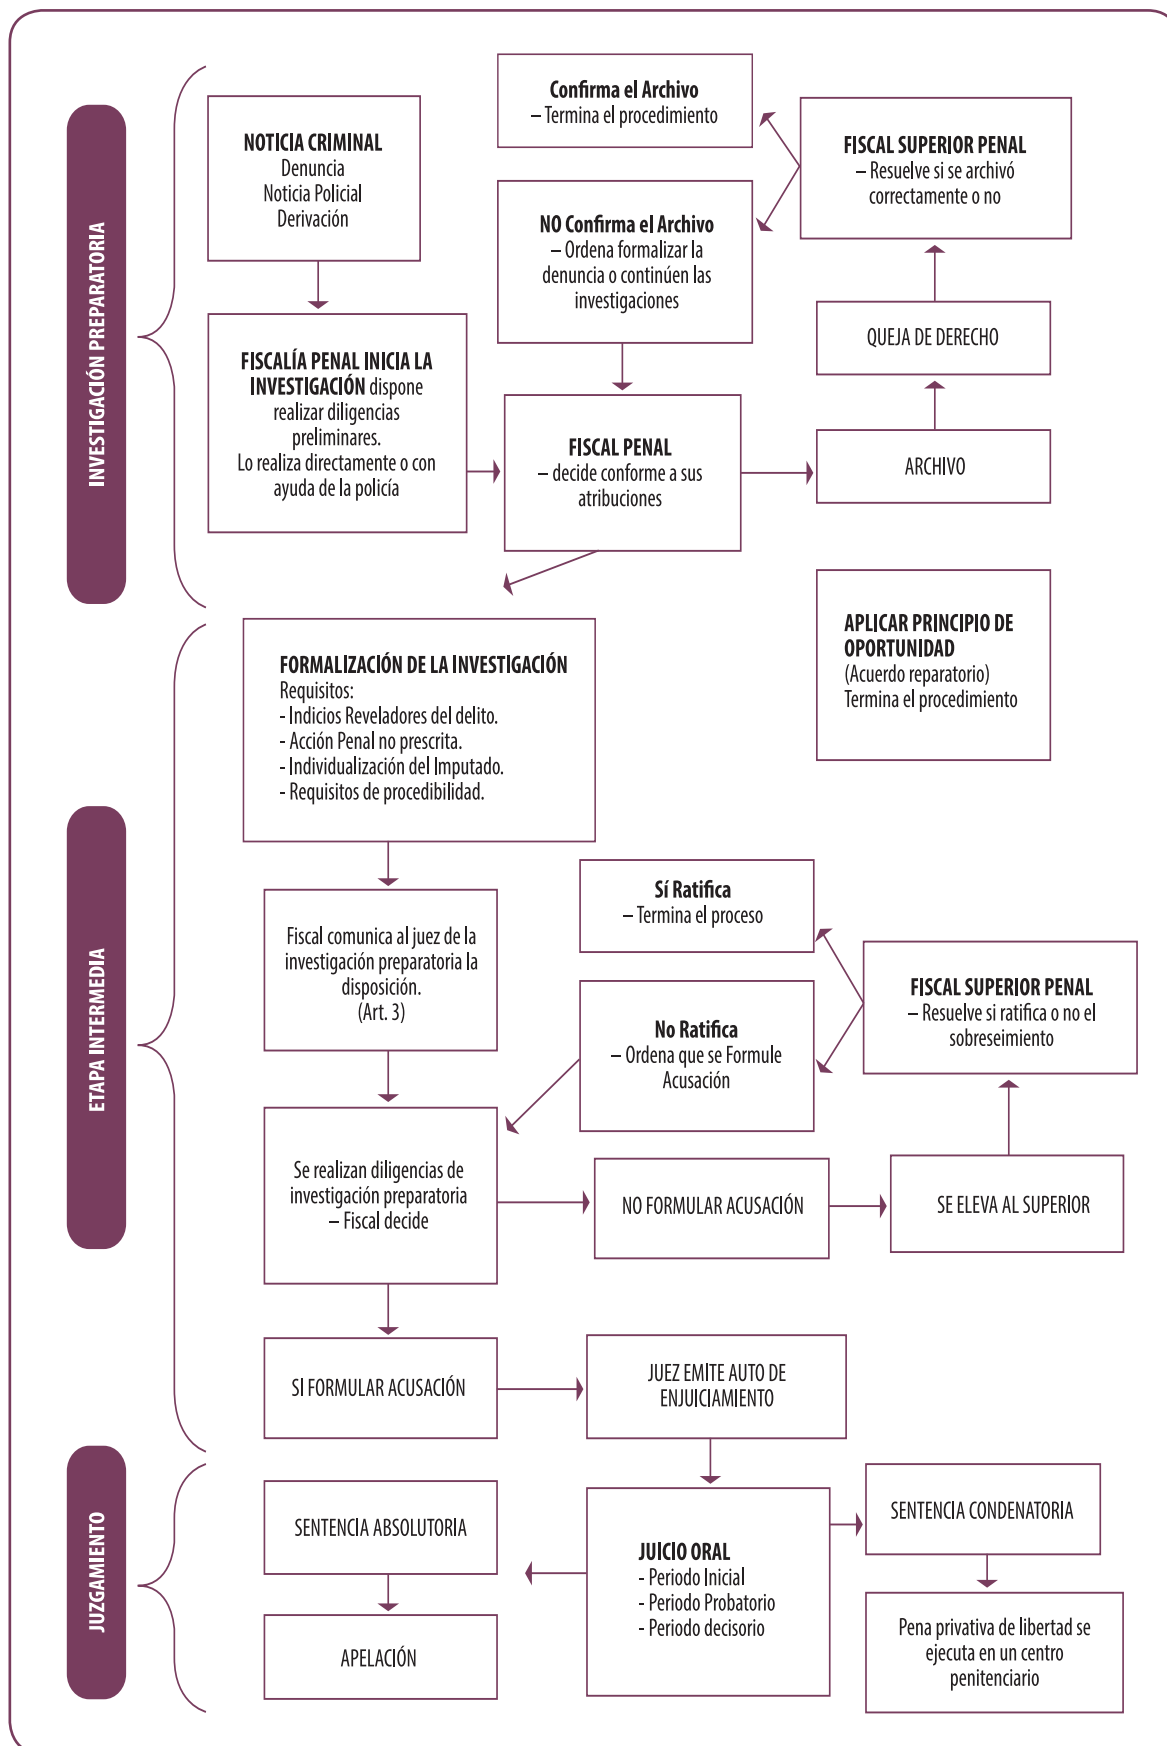 INVESTIGACIÓN PREPARATORIA
NOTICIA CRIMINAL
Denuncia
Noticia Policial
Derivación
Confirma el Archivo
– Termina el procedimiento
FISCAL SUPERIOR PENAL
– Resuelve si se archivó
correctamente o no
NO Confirma el Archivo
– Ordena formalizar la
denuncia o continúen las
investigaciones
QUEJA DE DERECHO
FISCALÍA PENAL INICIA LA
INVESTIGACIÓN dispone
realizar diligencias
preliminares.
Lo realiza directamente o con
ayuda de la policía
FISCAL PENAL
– decide conforme a sus
atribuciones
ARCHIVO
APLICAR PRINCIPIO DE
OPORTUNIDAD
(Acuerdo reparatorio)
Termina el procedimiento
ETAPA INTERMEDIA
FORMALIZACIÓN DE LA INVESTIGACIÓN
Requisitos:
- Indicios Reveladores del delito.
- Acción Penal no prescrita.
- Individualización del Imputado.
- Requisitos de procedibilidad.
Fiscal comunica al juez de la
investigación preparatoria la
disposición.
(Art. 3)
Sí Ratifica
– Termina el proceso
FISCAL SUPERIOR PENAL
– Resuelve si ratifica o no el
sobreseimiento
No Ratifica
– Ordena que se Formule
Acusación
Se realizan diligencias de
investigación preparatoria
– Fiscal decide
NO FORMULAR ACUSACIÓN
SE ELEVA AL SUPERIOR
SI FORMULAR ACUSACIÓN
JUEZ EMITE AUTO DE
ENJUICIAMIENTO
JUZGAMIENTO
SENTENCIA ABSOLUTORIA
APELACIÓN
JUICIO ORAL
- Periodo Inicial
- Periodo Probatorio
- Periodo decisorio
SENTENCIA CONDENATORIA
Pena privativa de libertad se
ejecuta en un centro
penitenciario